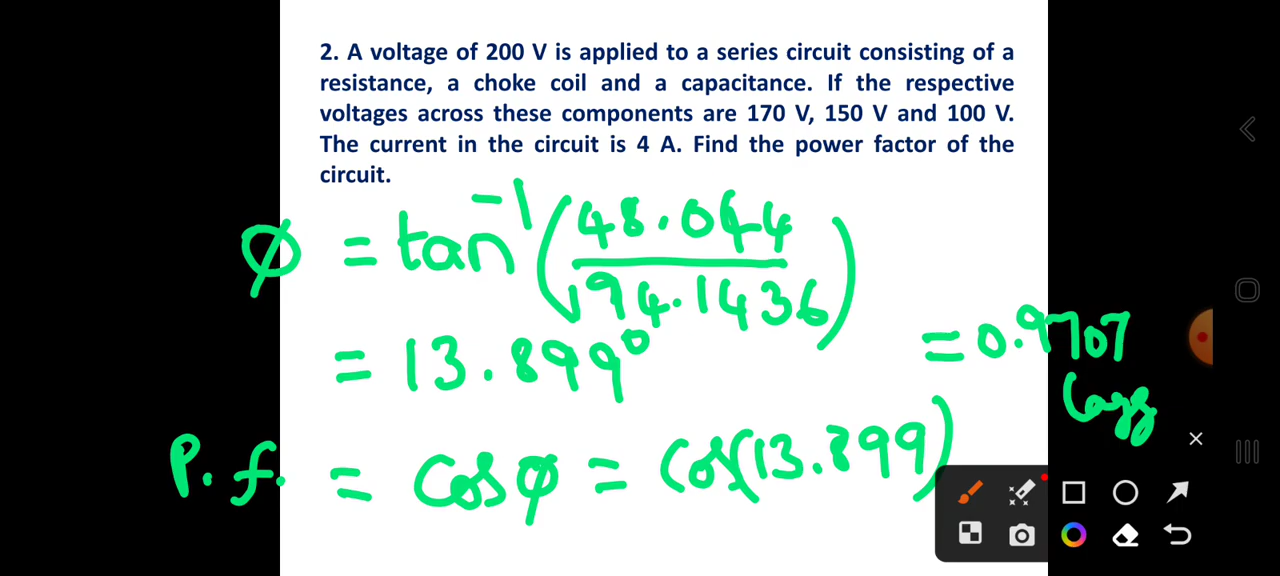 2. A voltage of 200 V is applied to a series circuit consisting of a
resistance, a choke coil and a capacitance. If the respective
voltages across these components are 170 V, 150 V and 100 V.
The current in the circuit is 4 A. Find the power factor of the
circuit.
φ = tan⁻¹(48.044/194.1436)
= 13.899°
= 0.9707
lagg
P.f. = cosφ = cos(13.899)